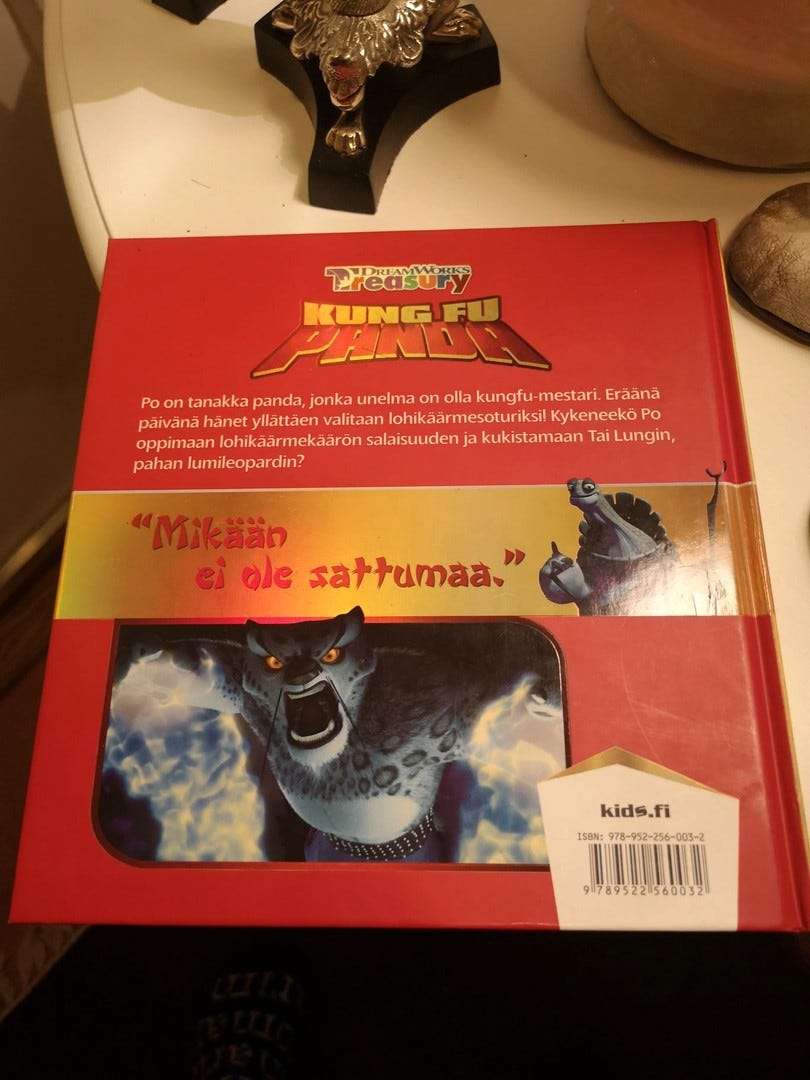 DREAMWORKS
Treasury
KUNG FU
PANDA
Po on tanakka panda, jonka unelma on olla kungfu-mestari. Eräänä
päivänä hänet yllättäen valitaan lohikäärmesoturiksi! Kykeneekö Po
oppimaan lohikäärmekäärön salaisuuden ja kukistamaan Tai Lungin,
pahan lumileopardin?
"Mikään
ei ole sattumaa."
kids.fi
ISBN: 978-952-256-003-2
9 789522 560032